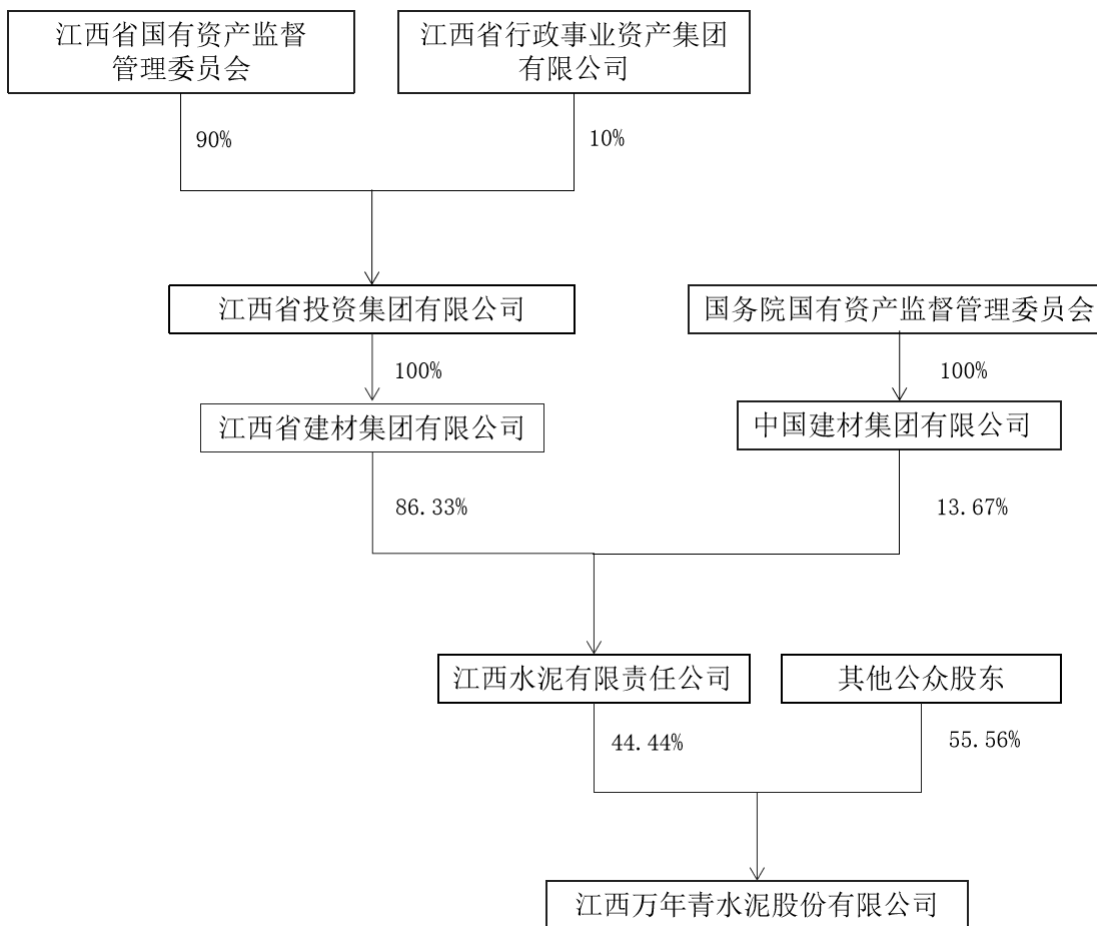 江西省国有资产监督
管理委员会
江西省行政事业资产集团
有限公司
90%
10%
江西省投资集团有限公司
国务院国有资产监督管理委员会
100%
100%
江西省建材集团有限公司
中国建材集团有限公司
86.33%
13.67%
江西水泥有限责任公司
其他公众股东
44.44%
55.56%
江西万年青水泥股份有限公司